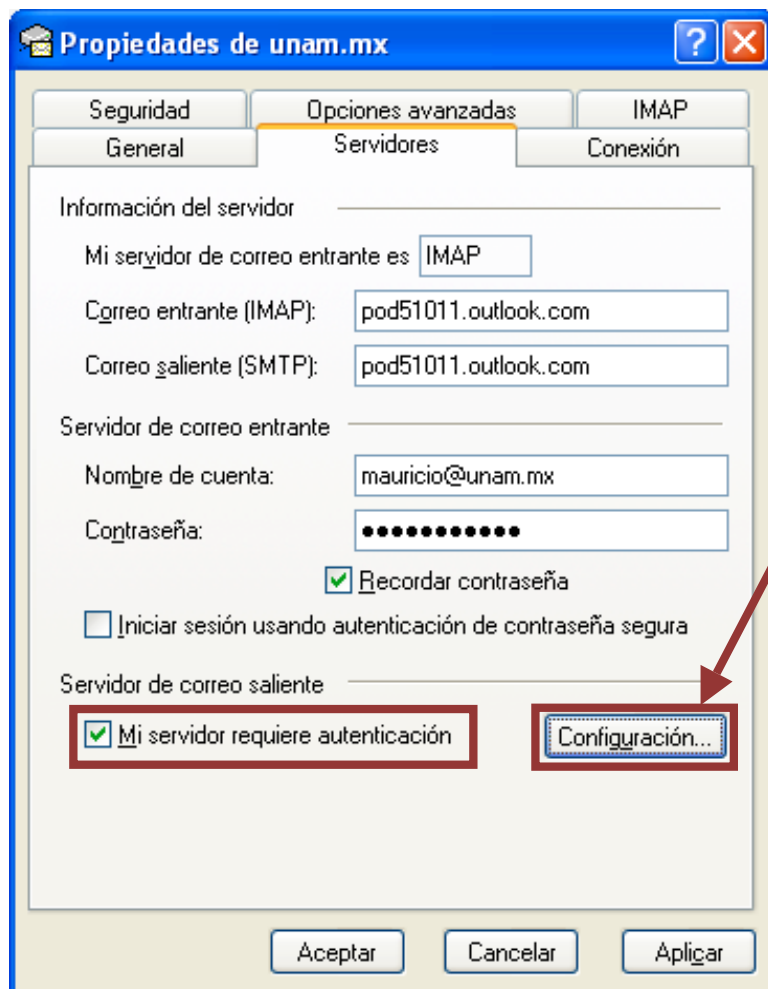 Propiedades de unam.mx
Seguridad Opciones avanzadas IMAP
General Servidores Conexión
Información del servidor
Mi servidor de correo entrante es IMAP
Correo entrante (IMAP): pod51011.outlook.com
Correo saliente (SMTP): pod51011.outlook.com
Servidor de correo entrante
Nombre de cuenta: mauricio@unam.mx
Contraseña: ●●●●●●●●●●●
Recordar contraseña
Iniciar sesión usando autenticación de contraseña segura
Servidor de correo saliente
Mi servidor requiere autenticación Configuración...
Aceptar Cancelar Aplicar